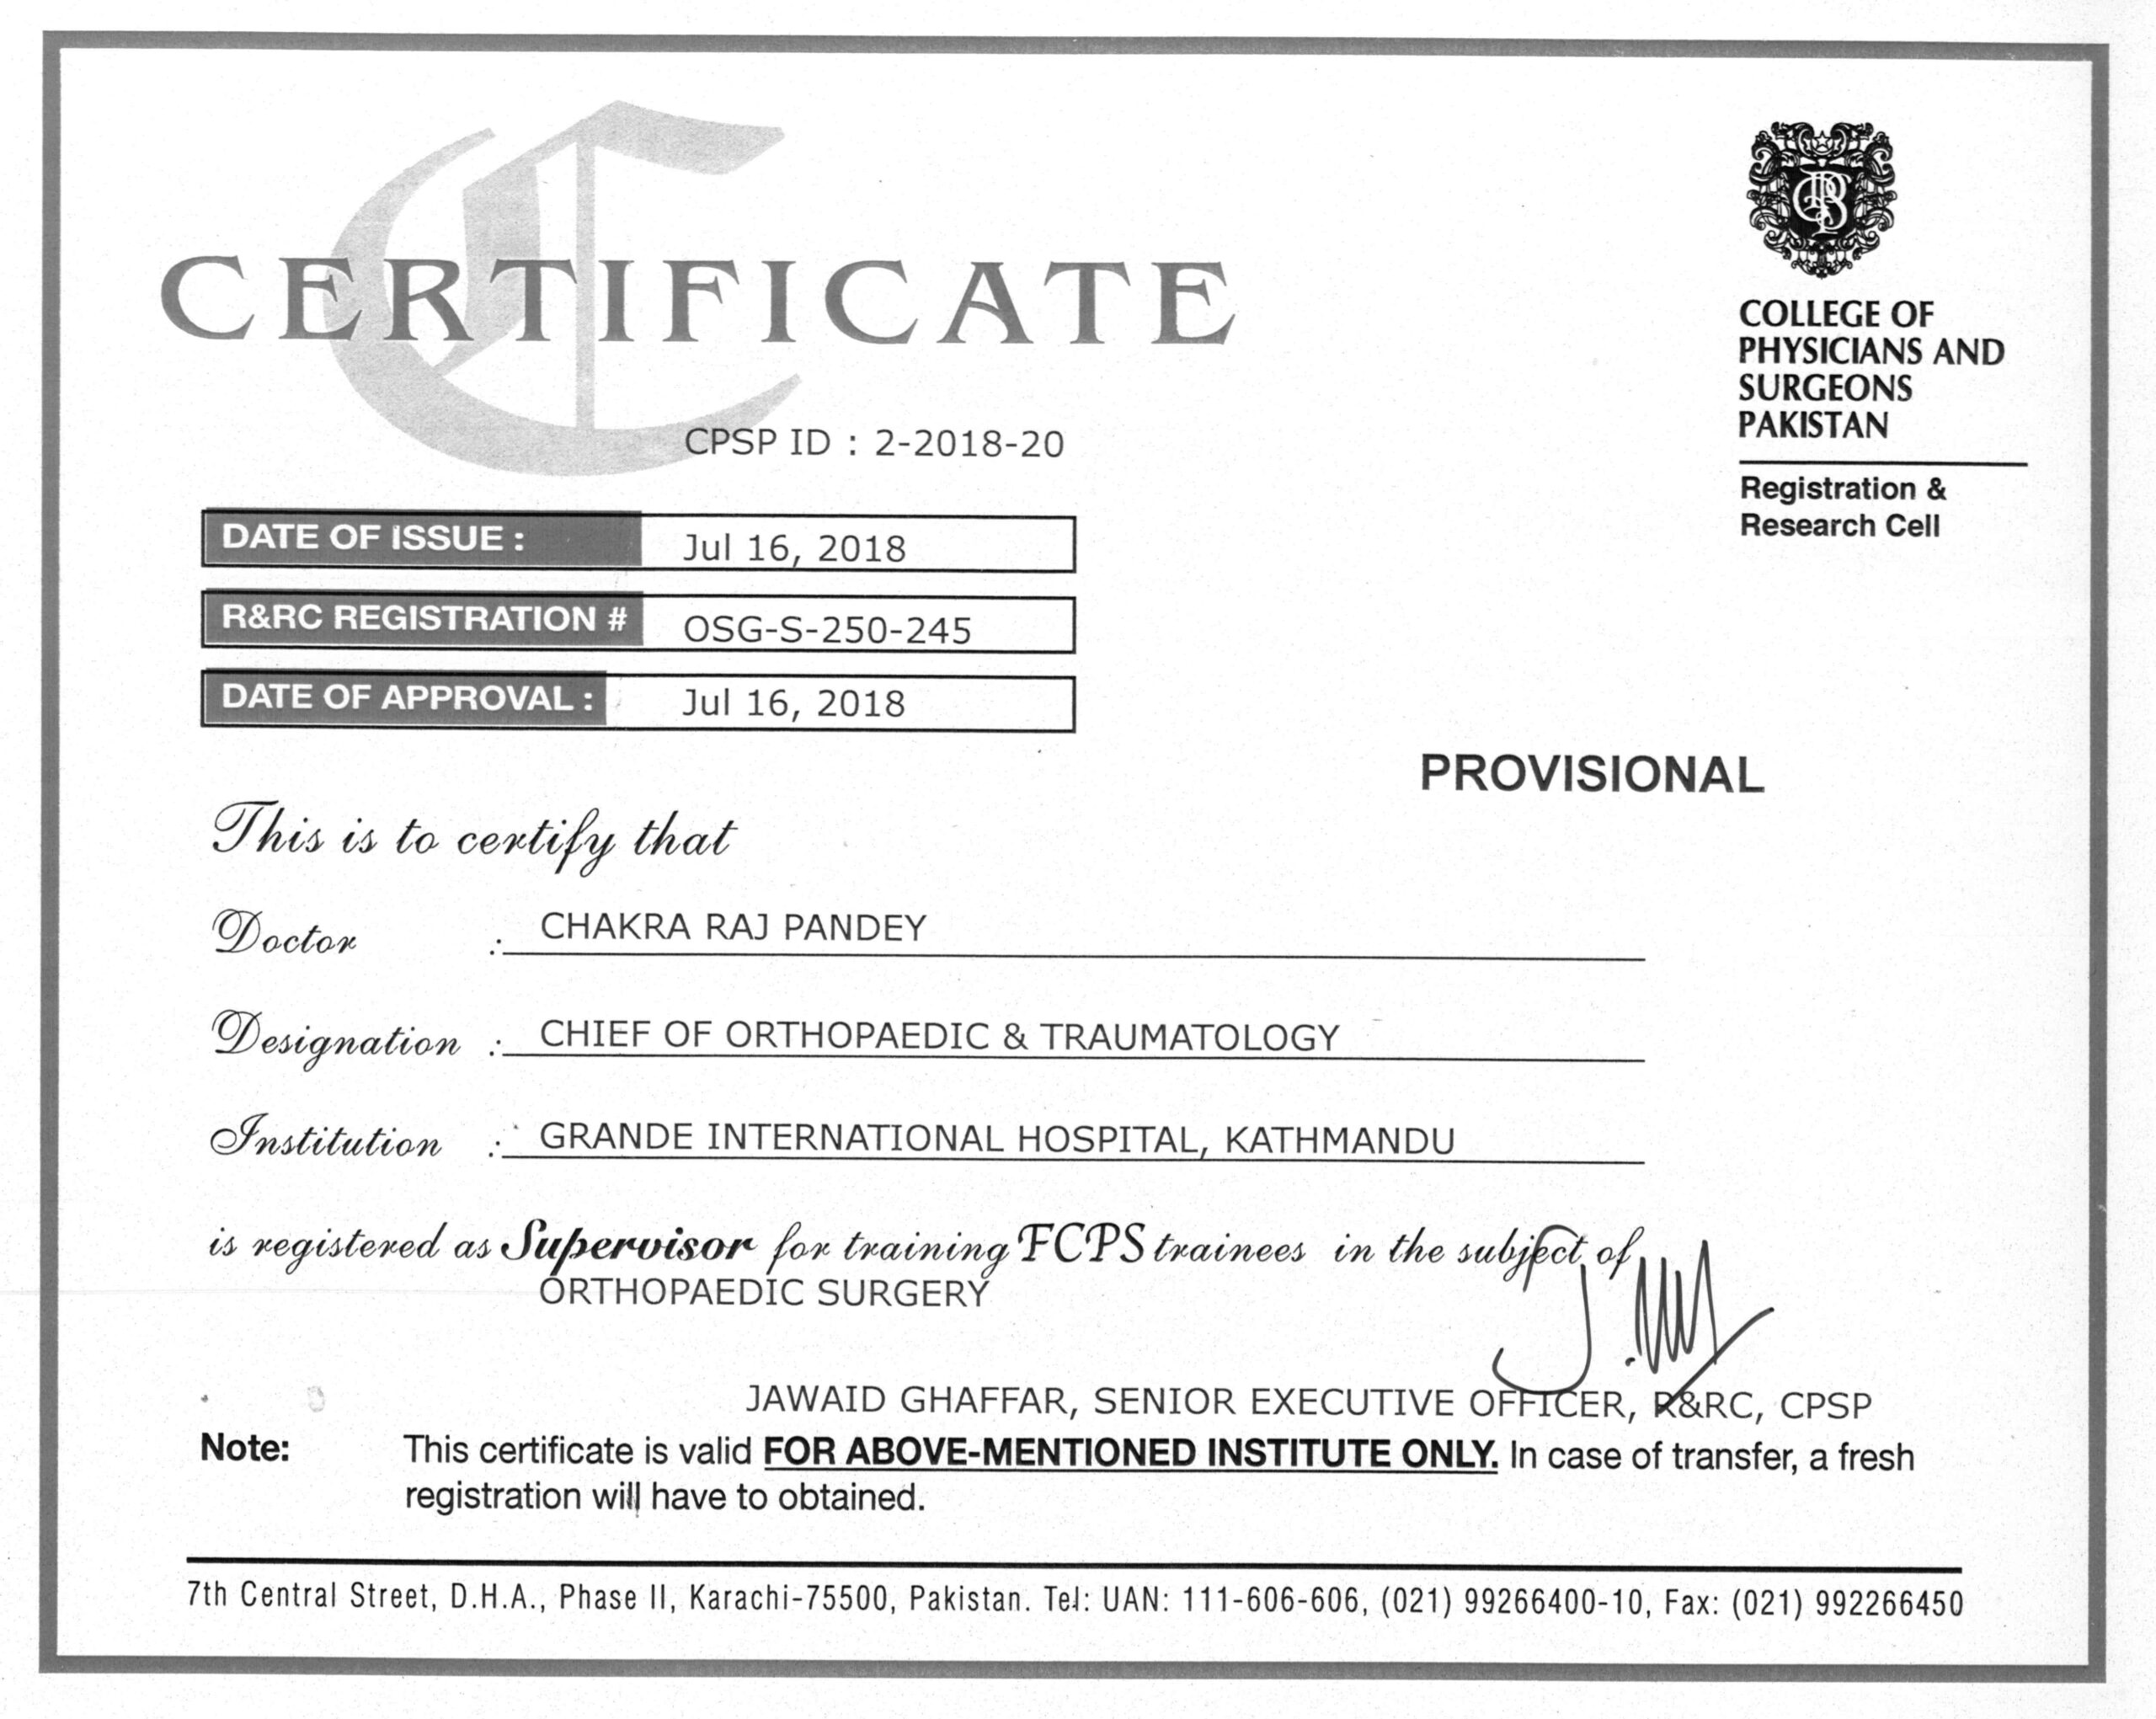 CERTIFICATE
COLLEGE OF
PHYSICIANS AND
SURGEONS
PAKISTAN
Registration &
Research Cell
CPSP ID : 2-2018-20
DATE OF ISSUE : Jul 16, 2018
R&RC REGISTRATION # OSG-S-250-245
DATE OF APPROVAL : Jul 16, 2018
PROVISIONAL
This is to certify that
Doctor : CHAKRA RAJ PANDEY
Designation : CHIEF OF ORTHOPAEDIC & TRAUMATOLOGY
Institution : GRANDE INTERNATIONAL HOSPITAL, KATHMANDU
is registered as Supervisor for training FCPS trainees in the subject of
ORTHOPAEDIC SURGERY
JAWAID GHAFFAR, SENIOR EXECUTIVE OFFICER, R&RC, CPSP
Note: This certificate is valid FOR ABOVE-MENTIONED INSTITUTE ONLY. In case of transfer, a fresh
registration will have to obtained.
7th Central Street, D.H.A., Phase II, Karachi-75500, Pakistan. Tel: UAN: 111-606-606, (021) 99266400-10, Fax: (021) 992266450